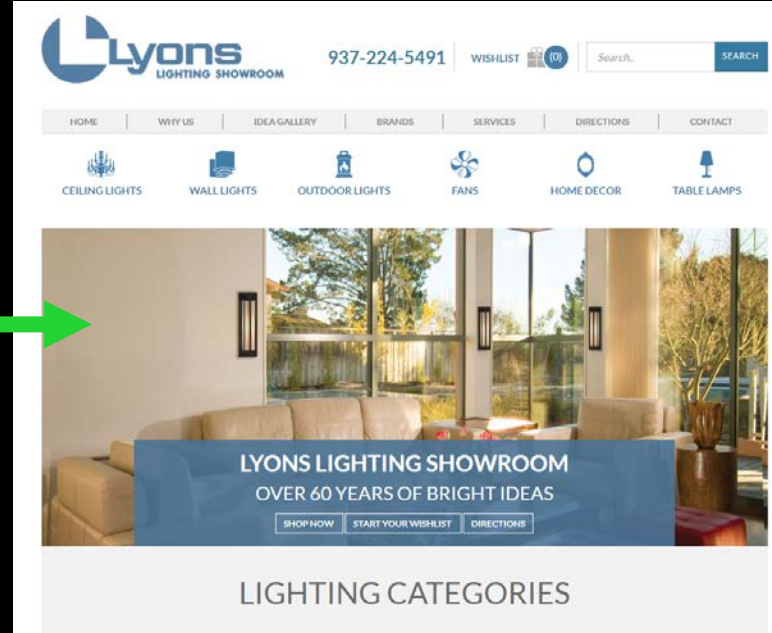 Lyons
LIGHTING SHOWROOM
937-224-5491
WISHLIST (0)
Search..
SEARCH
HOME
WHY US
IDEA GALLERY
BRANDS
SERVICES
DIRECTIONS
CONTACT
CEILING LIGHTS
WALL LIGHTS
OUTDOOR LIGHTS
FANS
HOME DECOR
TABLE LAMPS
LYONS LIGHTING SHOWROOM
OVER 60 YEARS OF BRIGHT IDEAS
SHOP NOW
START YOUR WISHLIST
DIRECTIONS
LIGHTING CATEGORIES